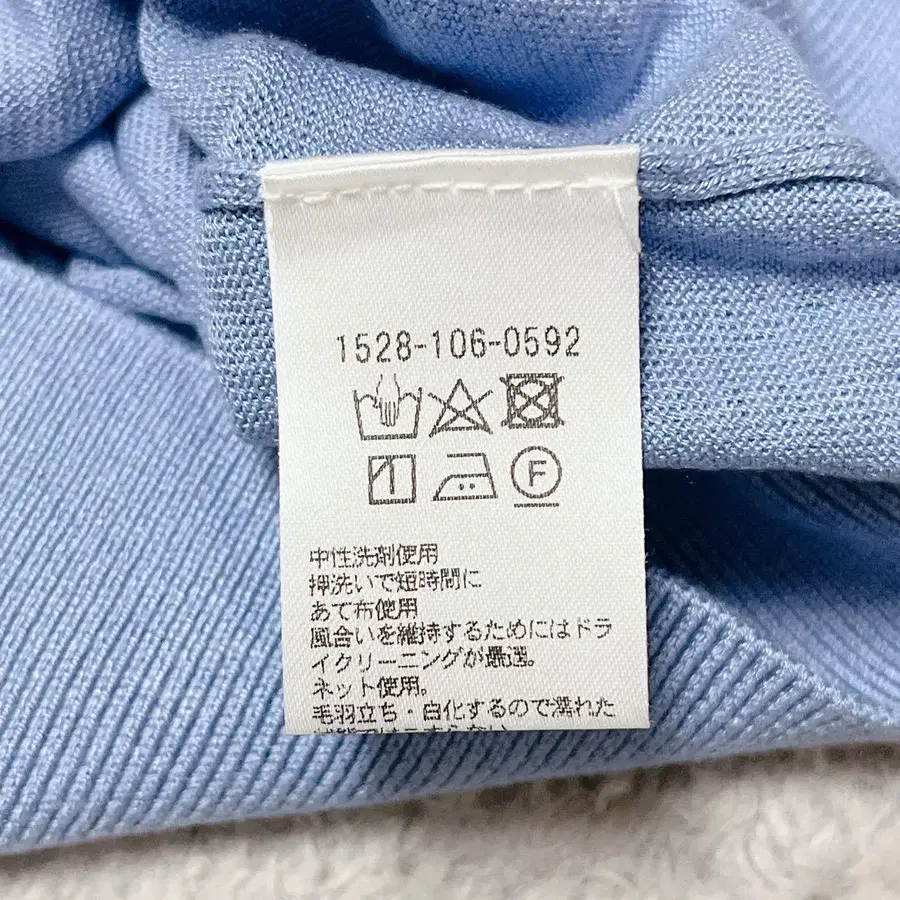 1528-106-0592
F
中性洗剤使用
押洗いで短時間に
あて布使用
風合いを維持するためにはドラ
イクリーニングが最適。
ネット使用。
毛羽立ち・白化するので濡れた